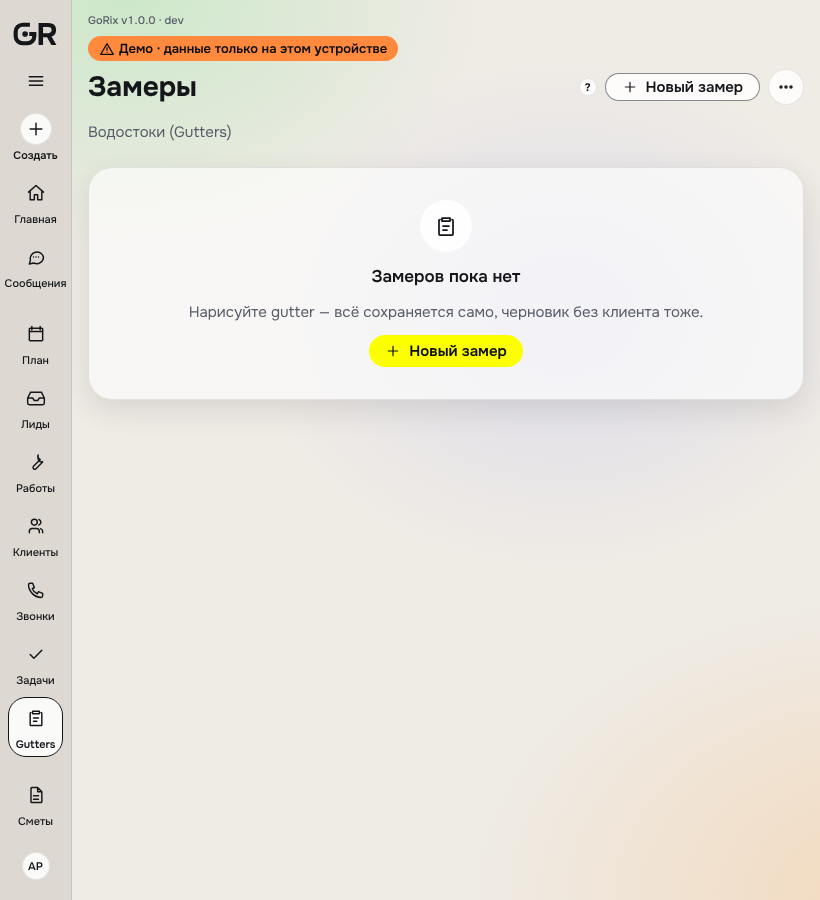 GR
GoRix v1.0.0 · dev
Демо · данные только на этом устройстве
Замеры
?
Новый замер
Водостоки (Gutters)
Создать
Главная
Сообщения
План
Лиды
Работы
Клиенты
Звонки
Задачи
Gutters
Сметы
AP
Замеров пока нет
Нарисуйте gutter — всё сохраняется само, черновик без клиента тоже.
Новый замер